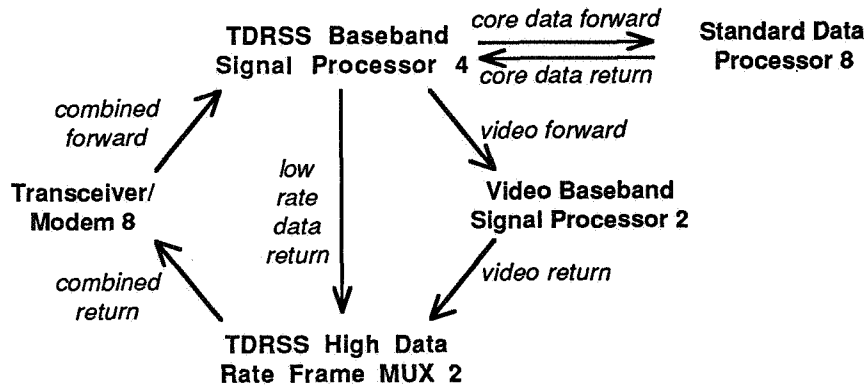 TDRSS Baseband
Signal Processor 4
core data forward
core data return
Standard Data
Processor 8
combined
forward
low
rate
data
return
video forward
Transceiver/
Modem 8
Video Baseband
Signal Processor 2
combined
return
video return
TDRSS High Data
Rate Frame MUX 2